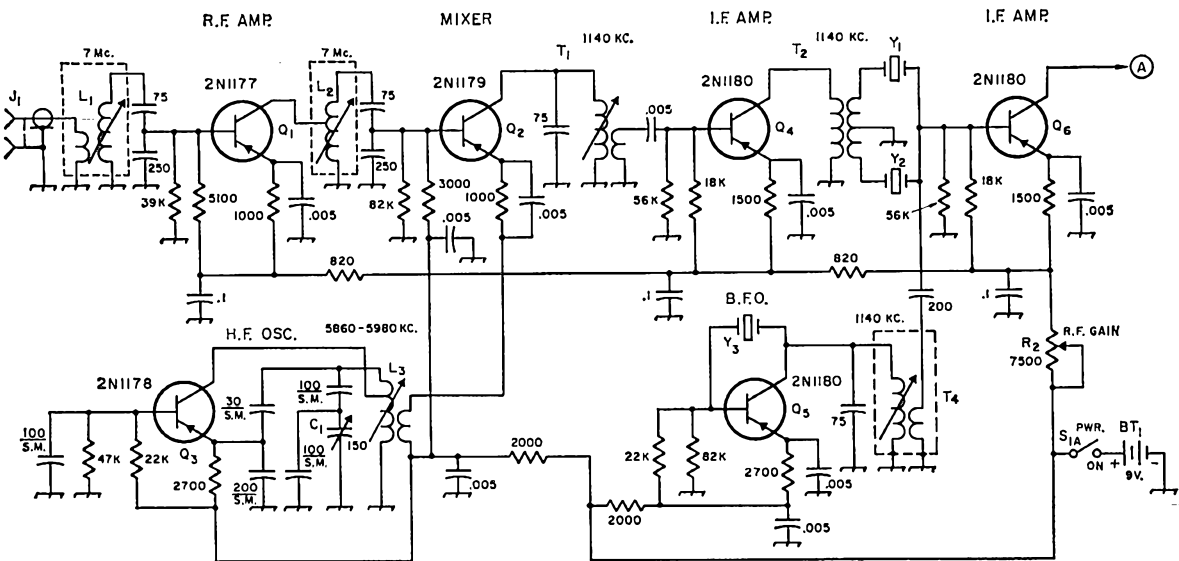 R.F. AMP.
MIXER
I.F. AMP.
I.F. AMP.
7 Mc.
7 Mc.
T1
1140 KC.
T2
1140 KC.
Y1
J1
L1
75
2N1177
Q1
L2
75
2N1179
Q2
75
.005
2N1180
Q4
Y2
2N1180
Q6
A
250
39K
5100
1000
.005
250
82K
3000
1000
.005
.005
56K
18K
1500
.005
56K
18K
1500
.005
820
820
.1
.1
.1
200
H.F. OSC.
5860-5980 KC.
B.F.O.
1140 KC.
R.F. GAIN
R2
7500
2N1178
Q3
L3
Y3
2N1180
Q5
75
T4
100
S.M.
47K
22K
2700
30
S.M.
200
S.M.
100
S.M.
C1
150
100
S.M.
.005
2000
22K
82K
2700
.005
2000
.005
S1A
PWR.
ON
BT1
+
-
9V.